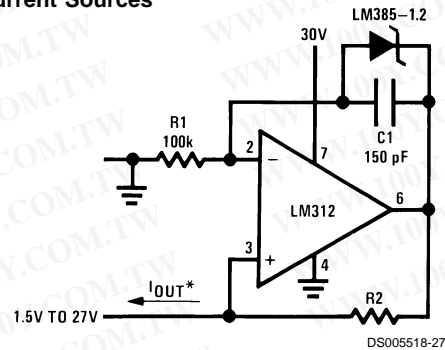 urrent Sources
LM385–1.2
30V
R1
100k
C1
150 pF
2
7
−
LM312
6
3
+
4
IOUT*
1.5V TO 27V
R2
DS005518-27